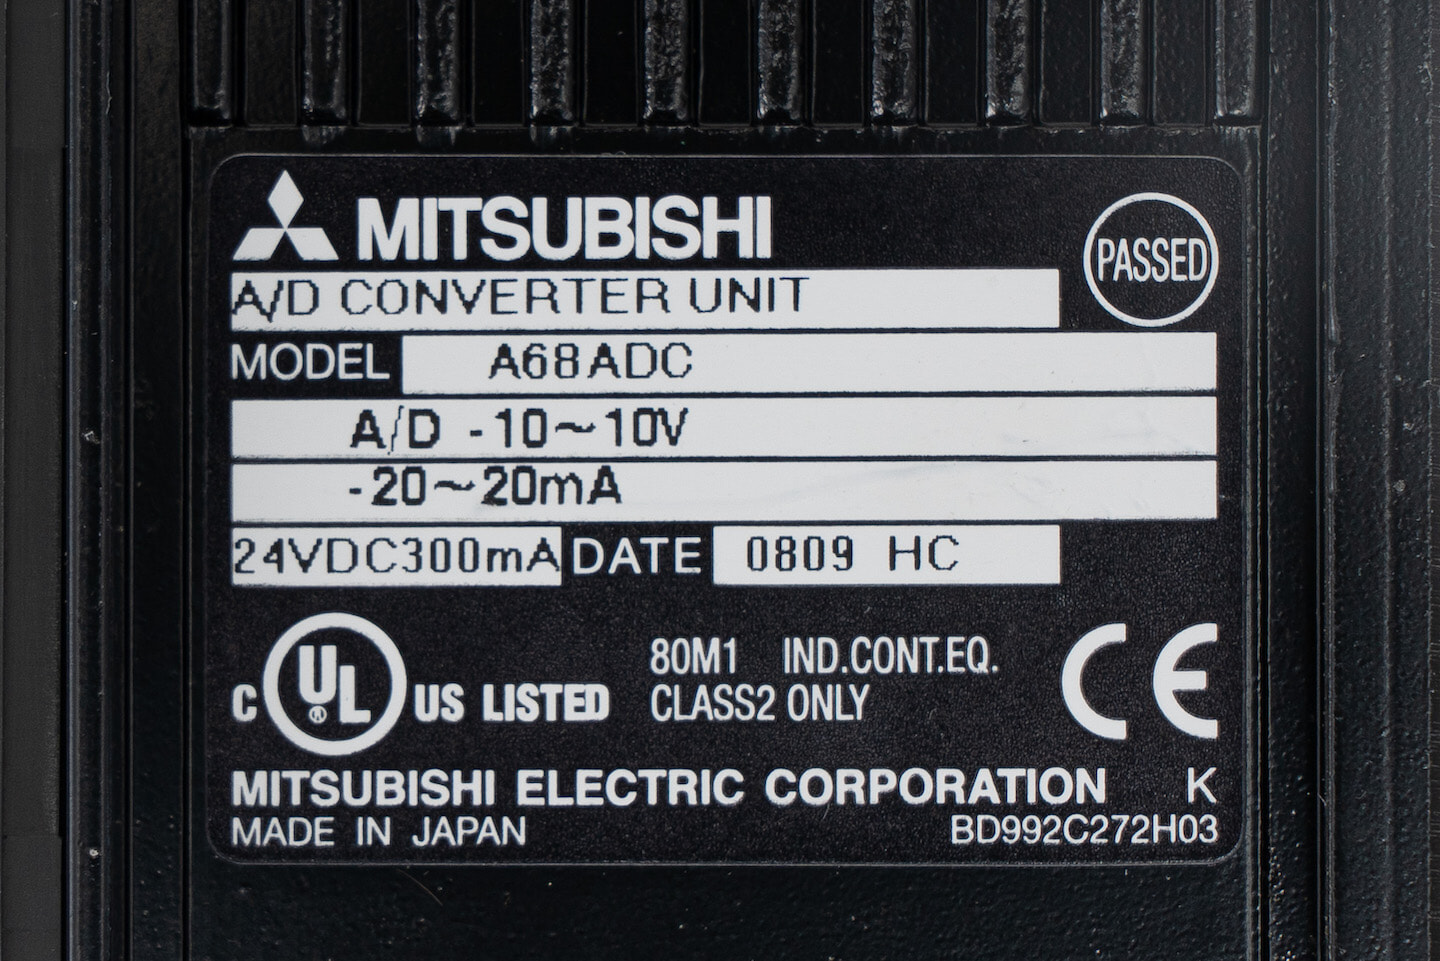 MITSUBISHI
PASSED
A/D CONVERTER UNIT
MODEL A68ADC
A/D -10~10V
-20~20mA
24VDC300mA DATE 0809 HC
C UL® US LISTED
80M1 IND.CONT.EQ.
CLASS2 ONLY
CE
MITSUBISHI ELECTRIC CORPORATION K
MADE IN JAPAN BD992C272H03